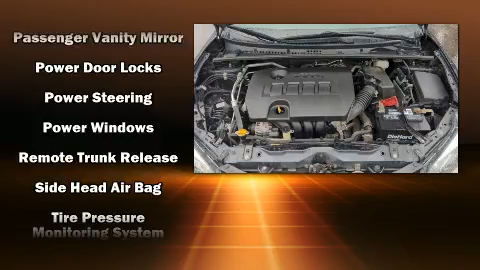 Passenger Vanity Mirror
Power Door Locks
Power Steering
Power Windows
Remote Trunk Release
Side Head Air Bag
Tire Pressure
Monitoring System
DieHard